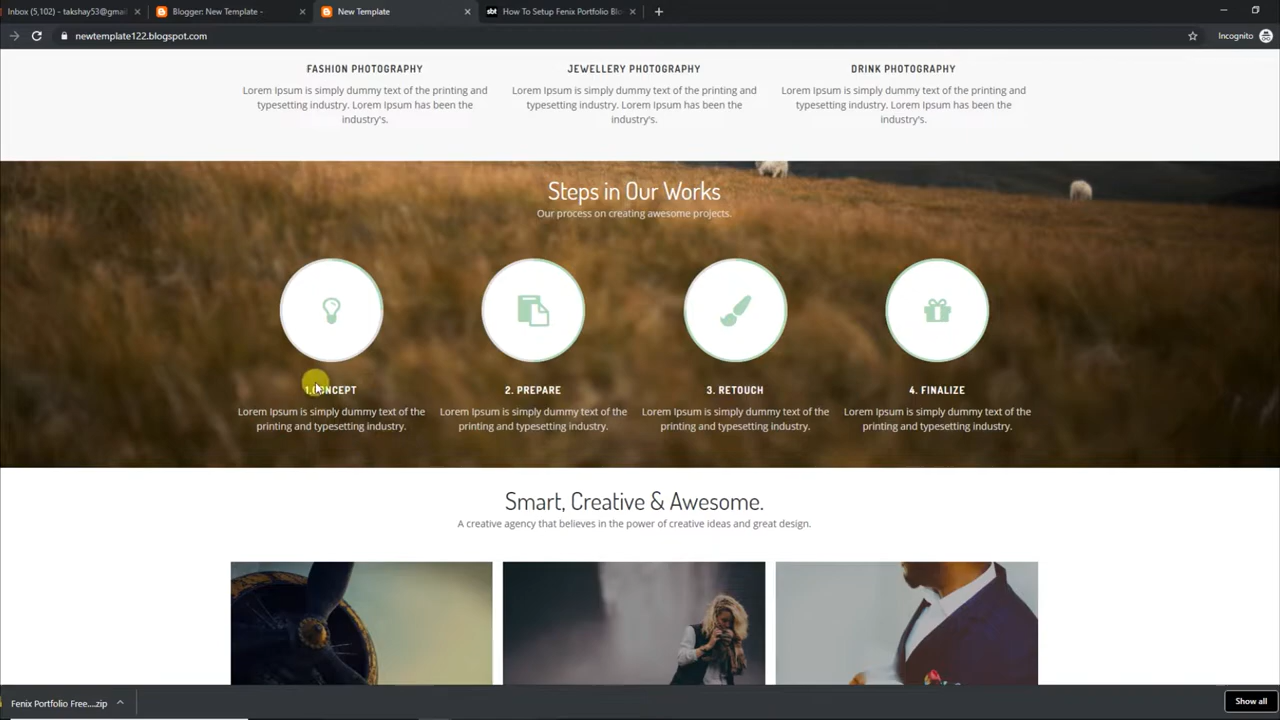 Inbox (5,102) - takshay53@gmail
Blogger: New Template -
New Template
sbt How To Setup Fenix Portfolio Blo
newtemplate122.blogspot.com
Incognito
FASHION PHOTOGRAPHY
Lorem Ipsum is simply dummy text of the printing and
typesetting industry. Lorem Ipsum has been the
industry's.
JEWELLERY PHOTOGRAPHY
Lorem Ipsum is simply dummy text of the printing and
typesetting industry. Lorem Ipsum has been the
industry's.
DRINK PHOTOGRAPHY
Lorem Ipsum is simply dummy text of the printing and
typesetting industry. Lorem Ipsum has been the
industry's.
Steps in Our Works
Our process on creating awesome projects.
1. CONCEPT
Lorem Ipsum is simply dummy text of the
printing and typesetting industry.
2. PREPARE
Lorem Ipsum is simply dummy text of the
printing and typesetting industry.
3. RETOUCH
Lorem Ipsum is simply dummy text of the
printing and typesetting industry.
4. FINALIZE
Lorem Ipsum is simply dummy text of the
printing and typesetting industry.
Smart, Creative & Awesome.
A creative agency that believes in the power of creative ideas and great design.
Fenix Portfolio Free....zip
Show all